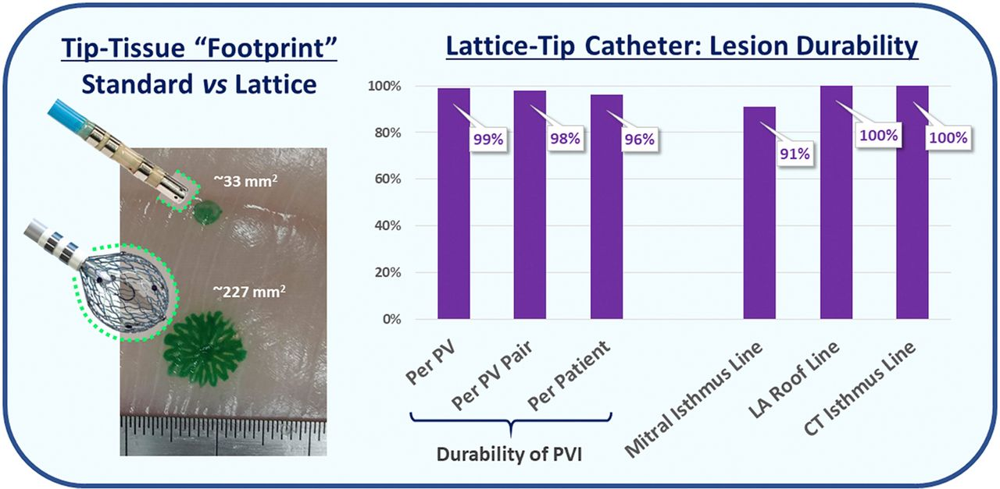 Tip-Tissue “Footprint”
Standard vs Lattice
~33 mm²
~227 mm²
Lattice-Tip Catheter: Lesion Durability
100%
80%
60%
40%
20%
0%
99%
98%
96%
91%
100%
100%
Per PV
Per PV Pair
Per Patient
Mitral Isthmus Line
LA Roof Line
CT Isthmus Line
Durability of PVI